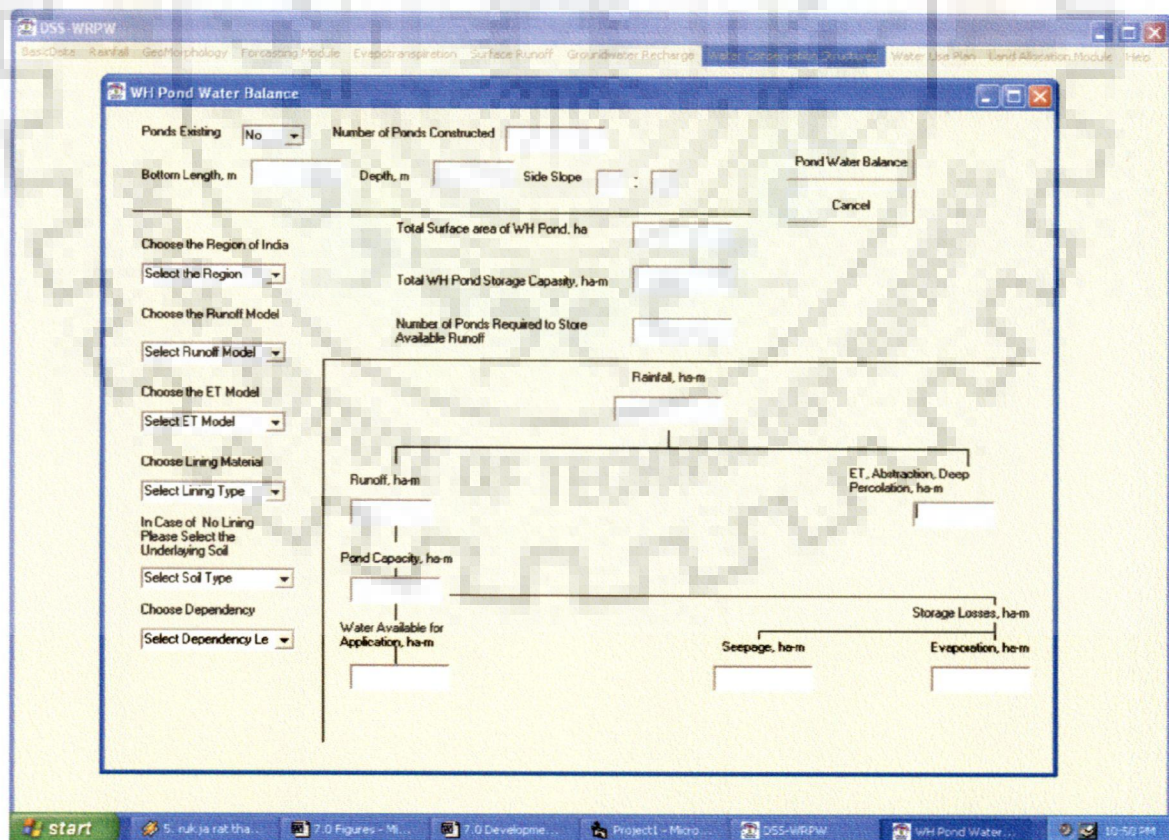 DSS-WRPW
BasicData Rainfall GeoMorphology Forcasting Module Evapotranspiration Surface Runoff Groundwater Recharge Water Conservation Structures Water Use Plan Land Allocation Module Help
WH Pond Water Balance
Ponds Existing No Number of Ponds Constructed
Bottom Length, m Depth, m Side Slope :
Pond Water Balance
Cancel
Total Surface area of WH Pond, ha
Choose the Region of India
Select the Region
Total WH Pond Storage Capasity, ha-m
Choose the Runoff Model
Number of Ponds Required to Store
Available Runoff
Select Runoff Model
Rainfall, ha-m
Choose the ET Model
Select ET Model
Choose Lining Material
Select Lining Type
Runoff, ha-m
ET, Abstraction, Deep
Percolation, ha-m
In Case of No Lining
Please Select the
Underlaying Soil
Select Soil Type
Pond Capacity, ha-m
Choose Dependency
Select Dependency Le
Storage Losses, ha-m
Water Available for
Application, ha-m
Seepage, ha-m
Evaporation, ha-m
OF TECHNOLOGY
start 5. ruk ja rat tha... 7.0 Figures - Mi... 7.0 Developme... Project1 - Micro... DSS-WRPW WH Pond Water... 10:50 PM